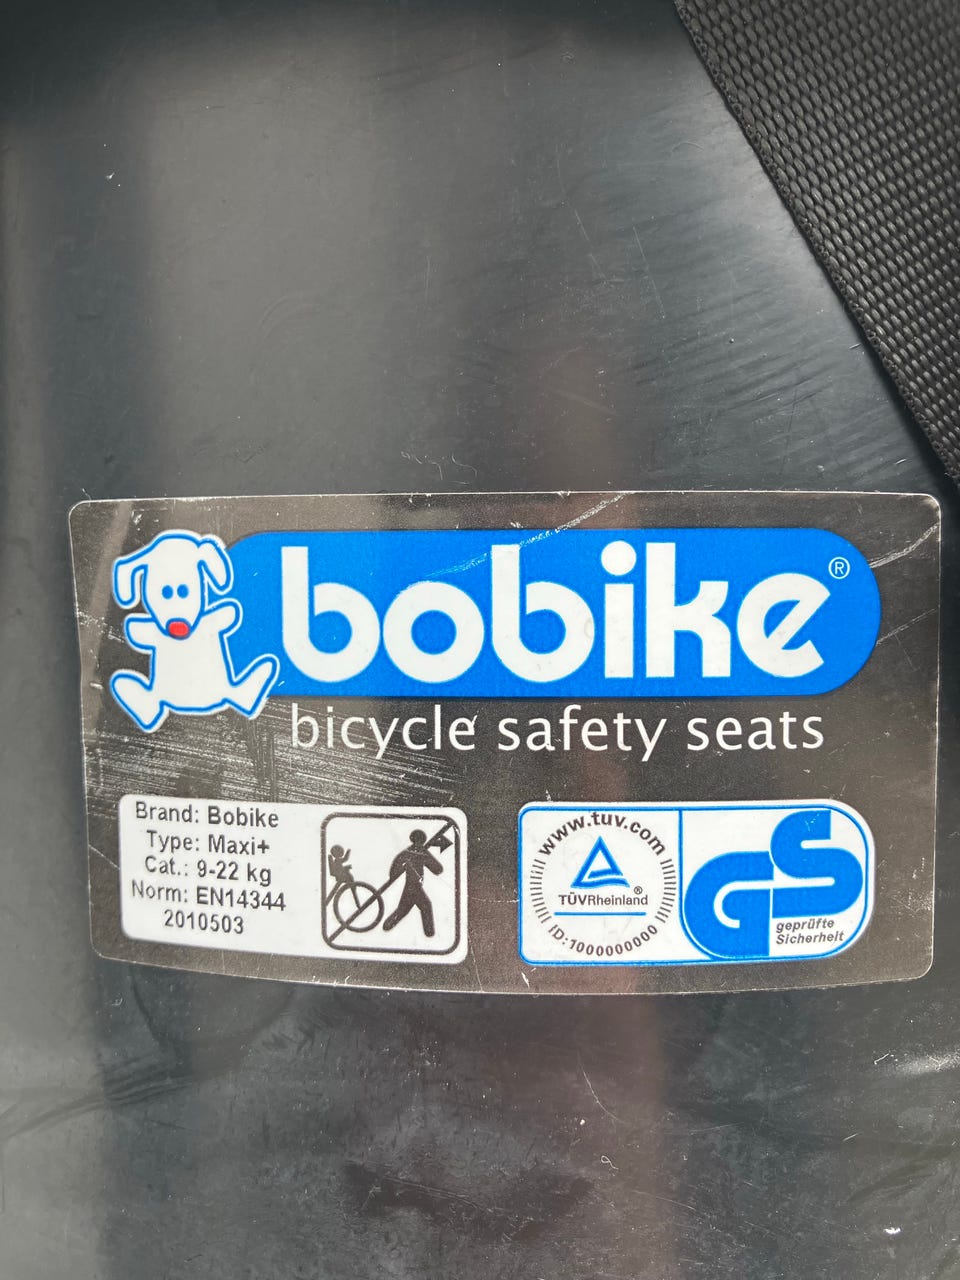 bobike®
bicycle safety seats
Brand: Bobike
Type: Maxi+
Cat.: 9-22 kg
Norm: EN14344
2010503
www.tuv.com
TÜVRheinland®
ID:1000000000
GS
geprüfte
Sicherheit